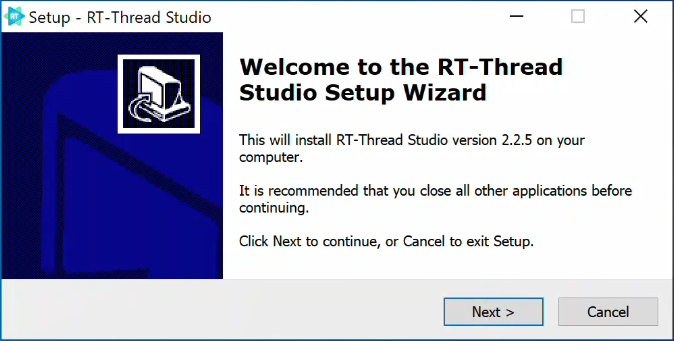 RT Setup - RT-Thread Studio
Welcome to the RT-Thread
Studio Setup Wizard
This will install RT-Thread Studio version 2.2.5 on your
computer.
It is recommended that you close all other applications before
continuing.
Click Next to continue, or Cancel to exit Setup.
Next >
Cancel